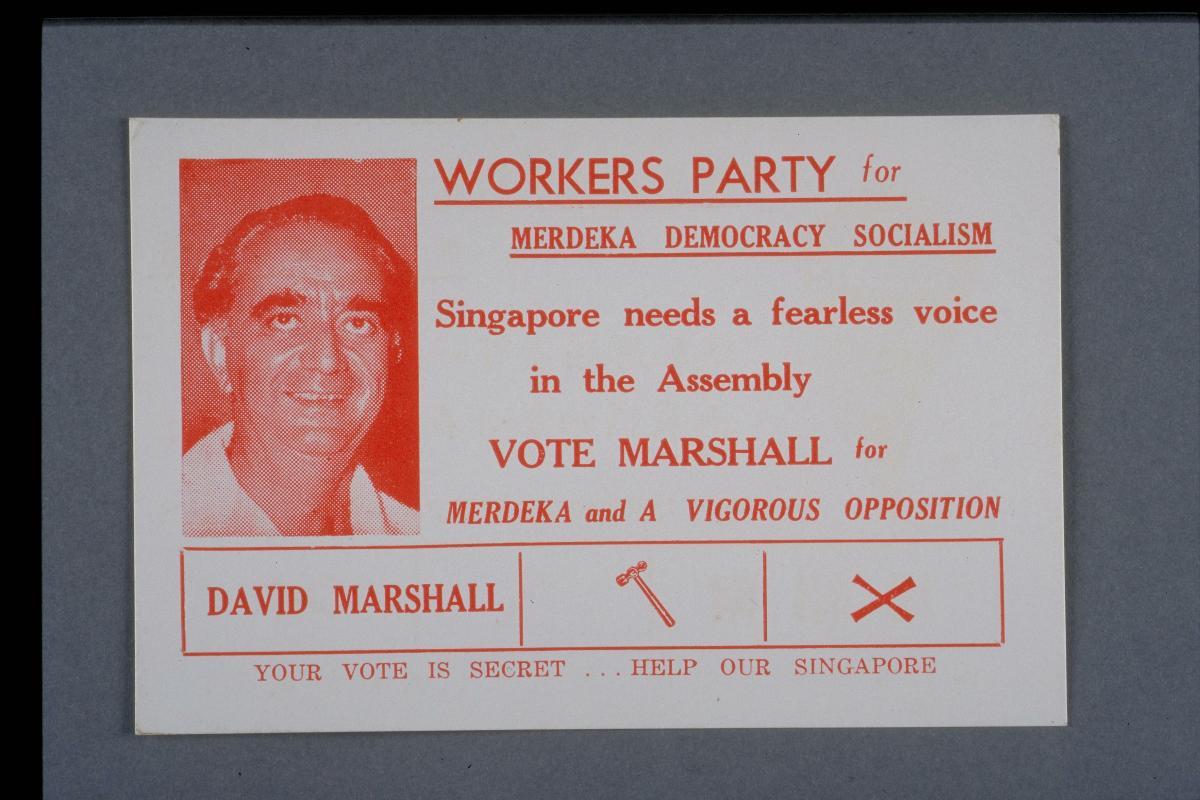 WORKERS PARTY for
MERDEKA DEMOCRACY SOCIALISM
Singapore needs a fearless voice
in the Assembly
VOTE MARSHALL for
MERDEKA and A VIGOROUS OPPOSITION
DAVID MARSHALL
YOUR VOTE IS SECRET ... HELP OUR SINGAPORE